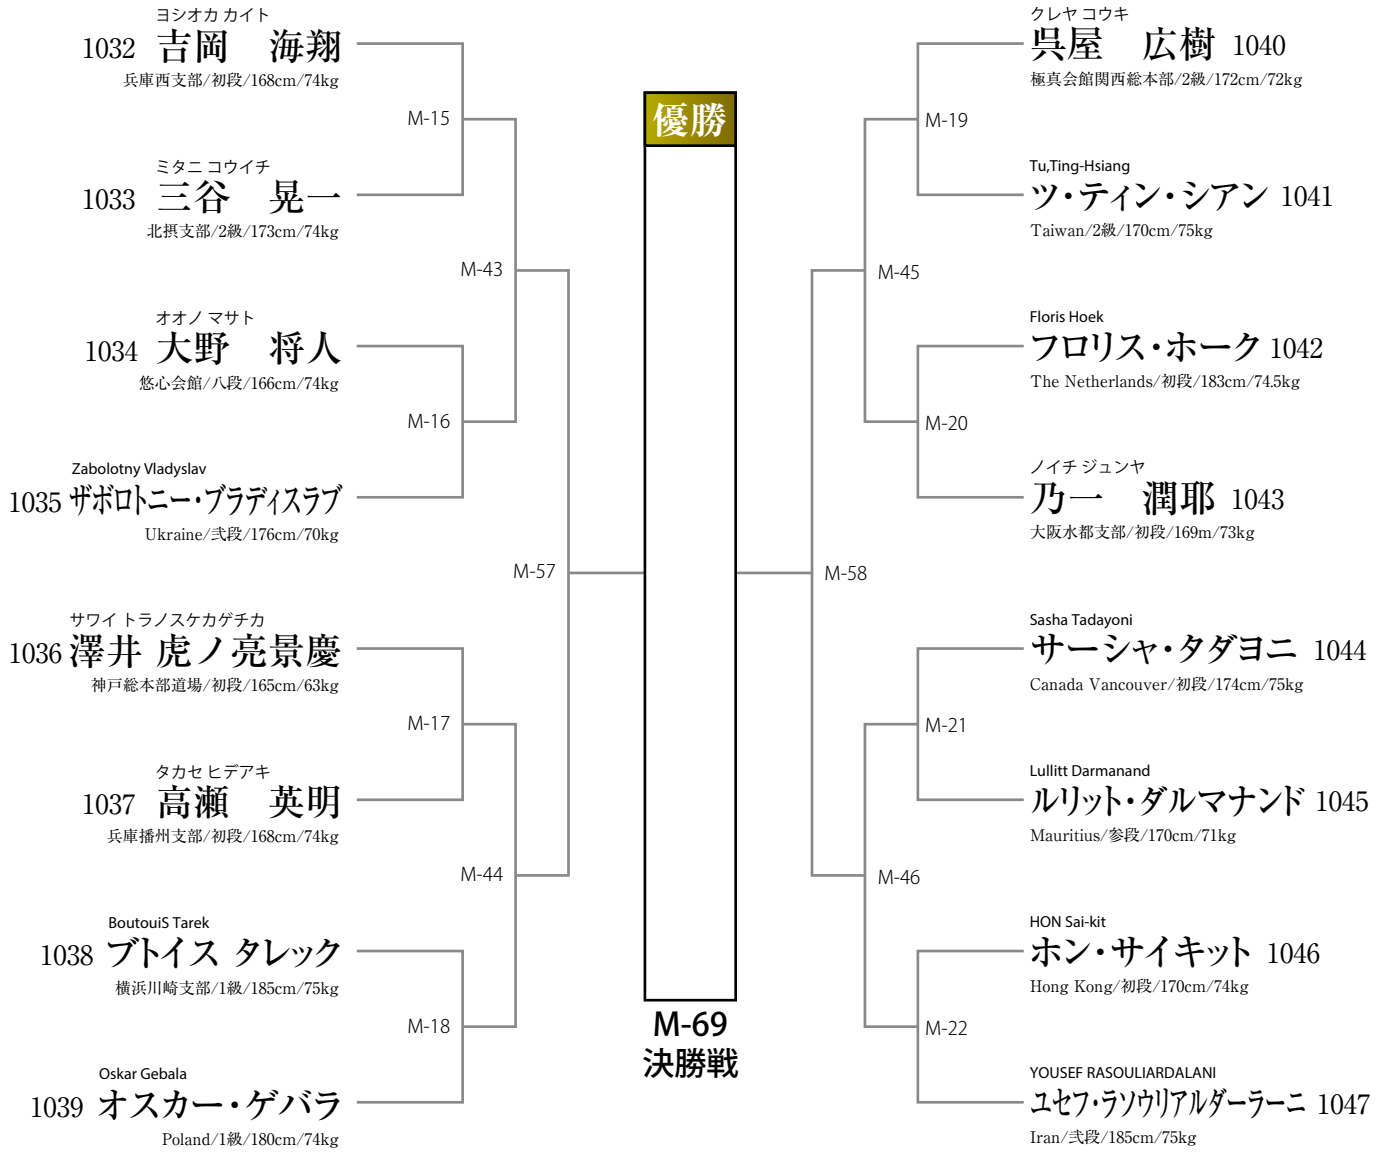 ヨシオカ カイト
1032 吉岡　海翔
兵庫西支部/初段/168cm/74kg
M-15
ミタニ コウイチ
1033 三谷　晃一
北摂支部/2級/173cm/74kg
M-43
オオノ マサト
1034 大野　将人
悠心会館/八段/166cm/74kg
M-16
Zabolotny Vladyslav
1035 ザボロトニー・ブラディスラブ
Ukraine/弐段/176cm/70kg
M-57
サワイ トラノスケカゲチカ
1036 澤井 虎ノ亮景慶
神戸総本部道場/初段/165cm/63kg
M-17
タカセ ヒデアキ
1037 高瀬　英明
兵庫播州支部/初段/168cm/74kg
M-44
BoutouiS Tarek
1038 ブトイス タレック
横浜川崎支部/1級/185cm/75kg
M-18
Oskar Gebala
1039 オスカー・ゲバラ
Poland/1級/180cm/74kg
優勝
M-69
決勝戦
クレヤ コウキ
呉屋　広樹 1040
極真会館関西総本部/2級/172cm/72kg
M-19
Tu,Ting-Hsiang
ツ・ティン・シアン 1041
Taiwan/2級/170cm/75kg
M-45
Floris Hoek
フロリス・ホーク 1042
The Netherlands/初段/183cm/74.5kg
M-20
ノイチ ジュンヤ
乃一　潤耶 1043
大阪水都支部/初段/169m/73kg
M-58
Sasha Tadayoni
サーシャ・タダヨニ 1044
Canada Vancouver/初段/174cm/75kg
M-21
Lullitt Darmanand
ルリット・ダルマナンド 1045
Mauritius/参段/170cm/71kg
M-46
HON Sai-kit
ホン・サイキット 1046
Hong Kong/初段/170cm/74kg
M-22
YOUSEF RASOULIARDALANI
ユセフ・ラソウリアルダーラーニ 1047
Iran/弐段/185cm/75kg